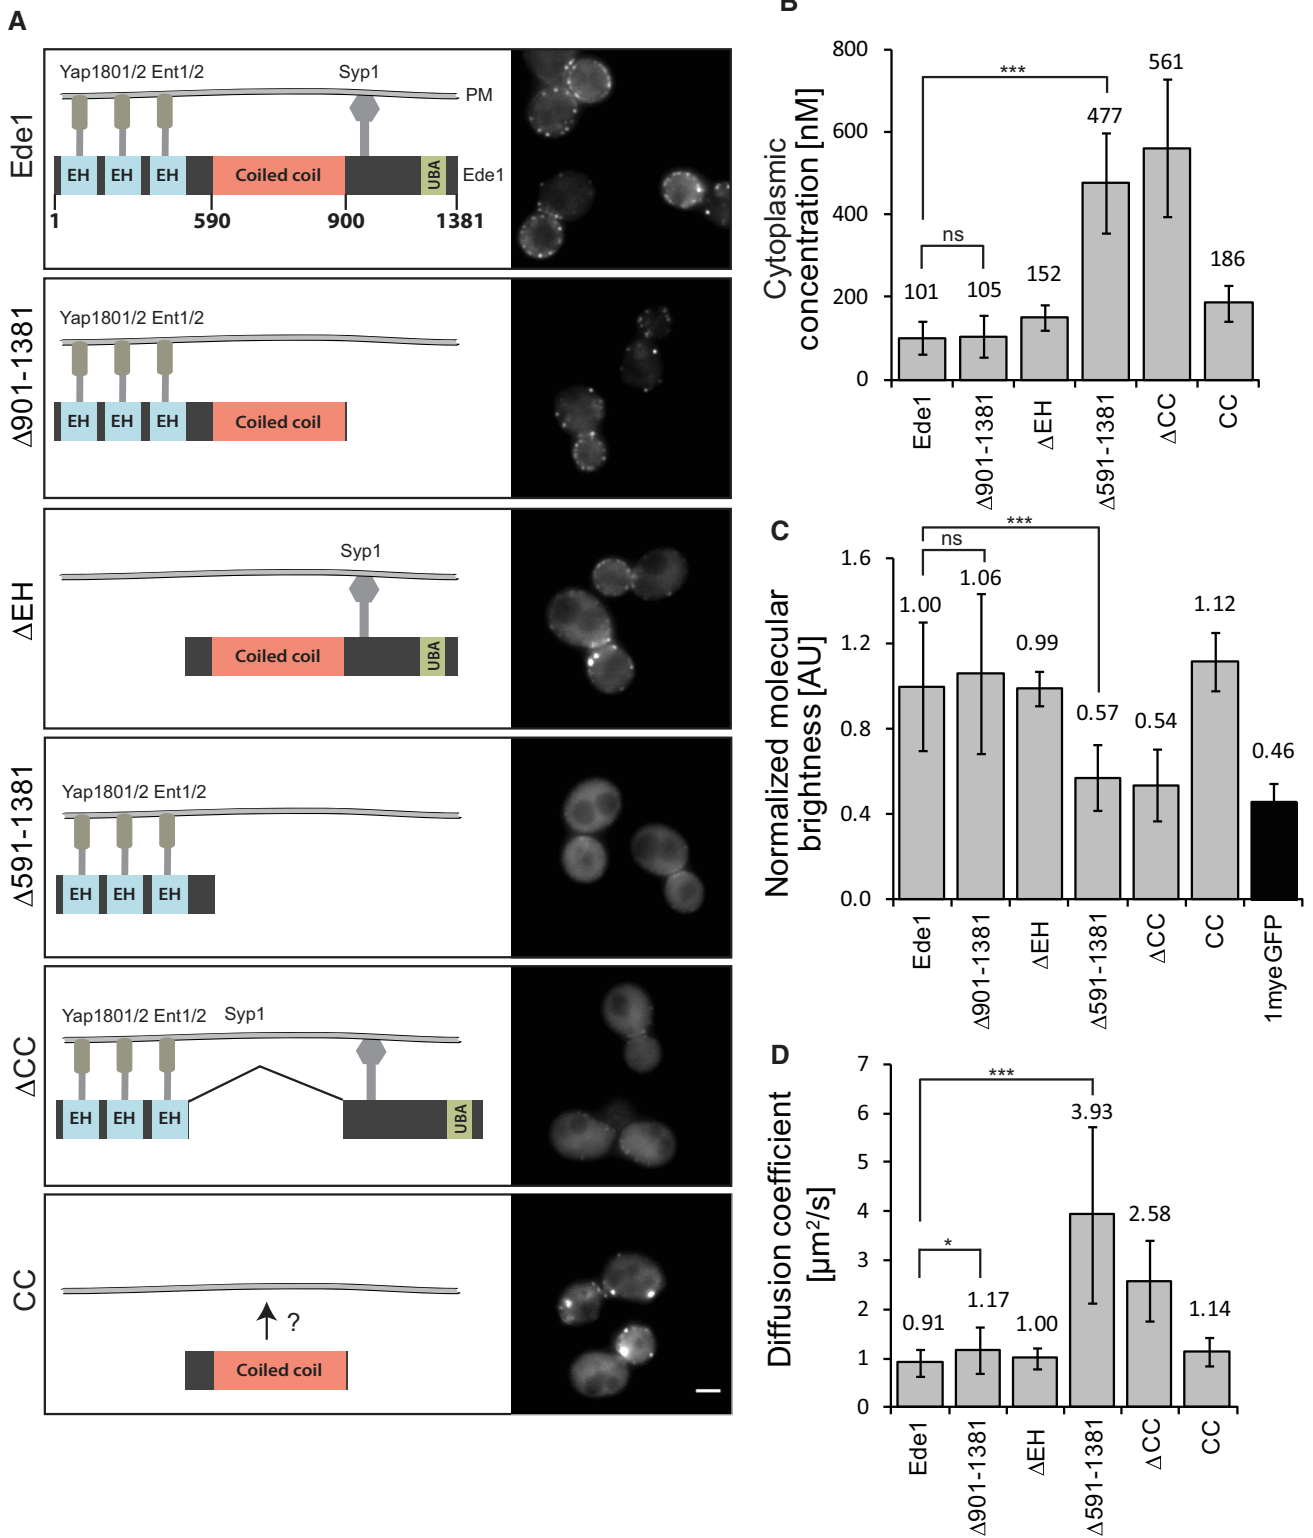 A
Ede1
Yap1801/2 Ent1/2
Syp1
PM
EH EH EH Coiled coil UBA Ede1
1 590 900 1381
Δ901-1381
Yap1801/2 Ent1/2
EH EH EH Coiled coil
ΔEH
Syp1
Coiled coil UBA
Δ591-1381
Yap1801/2 Ent1/2
EH EH EH
ΔCC
Yap1801/2 Ent1/2 Syp1
EH EH EH UBA
CC
?
Coiled coil
B
Cytoplasmic
concentration [nM]
800
600
400
200
0
***
ns
101 105 152 477 561 186
Ede1
Δ901-1381
ΔEH
Δ591-1381
ΔCC
CC
C
Normalized molecular
brightness [AU]
1.6
1.2
0.8
0.4
0.0
***
ns
1.00 1.06 0.99 0.57 0.54 1.12 0.46
Ede1
Δ901-1381
ΔEH
Δ591-1381
ΔCC
CC
1myeGFP
D
Diffusion coefficient
[µm²/s]
7
6
5
4
3
2
1
0
***
*
0.91 1.17 1.00 3.93 2.58 1.14
Ede1
Δ901-1381
ΔEH
Δ591-1381
ΔCC
CC